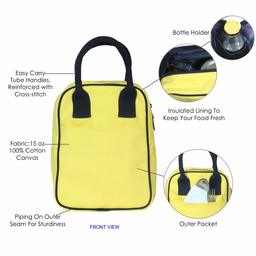 Bottle Holder
Easy Carry
Tube Handles,
Reinforced with
Cross-stitch
Insulated Lining To
Keep Your Food Fresh
Fabric:15 oz
100% Cotton
Canvas
Piping On Outer
Seam For Sturdiness
FRONT VIEW
Outer Pocket